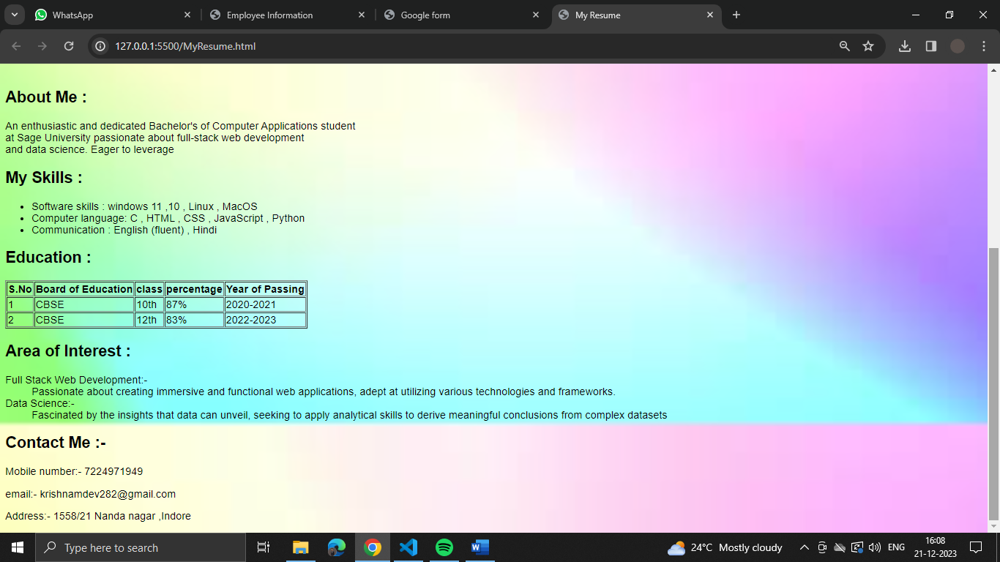 WhatsApp
Employee Information
Google form
My Resume
127.0.0.1:5500/MyResume.html
About Me :
An enthusiastic and dedicated Bachelor's of Computer Applications student
at Sage University passionate about full-stack web development
and data science. Eager to leverage
My Skills :
Software skills : windows 11 ,10 , Linux , MacOS
Computer language: C , HTML , CSS , JavaScript , Python
Communication : English (fluent) , Hindi
Education :
S.No Board of Education class percentage Year of Passing
1 CBSE 10th 87% 2020-2021
2 CBSE 12th 83% 2022-2023
Area of Interest :
Full Stack Web Development:-
Passionate about creating immersive and functional web applications, adept at utilizing various technologies and frameworks.
Data Science:-
Fascinated by the insights that data can unveil, seeking to apply analytical skills to derive meaningful conclusions from complex datasets
Contact Me :-
Mobile number:- 7224971949
email:- krishnamdev282@gmail.com
Address:- 1558/21 Nanda nagar ,Indore
Type here to search
24°C Mostly cloudy
ENG
16:08
21-12-2023